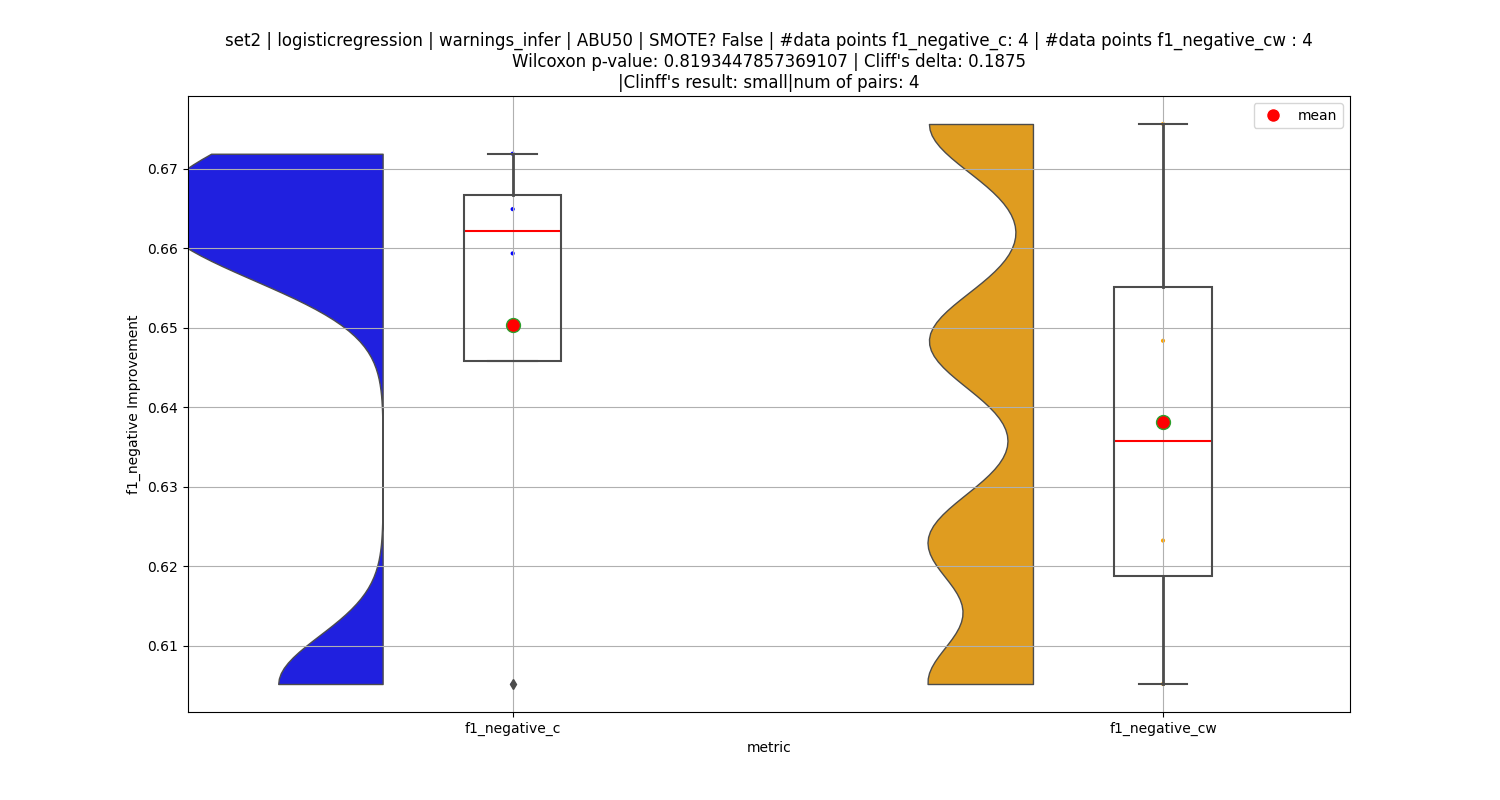 set2 | logisticregression | warnings_infer | ABU50 | SMOTE? False | #data points f1_negative_c: 4 | #data points f1_negative_cw : 4
Wilcoxon p-value: 0.8193447857369107 | Cliff's delta: 0.1875
|Clinff's result: small|num of pairs: 4
mean
0.67
0.66
0.65
0.64
0.63
0.62
0.61
f1_negative Improvement
f1_negative_c
f1_negative_cw
metric